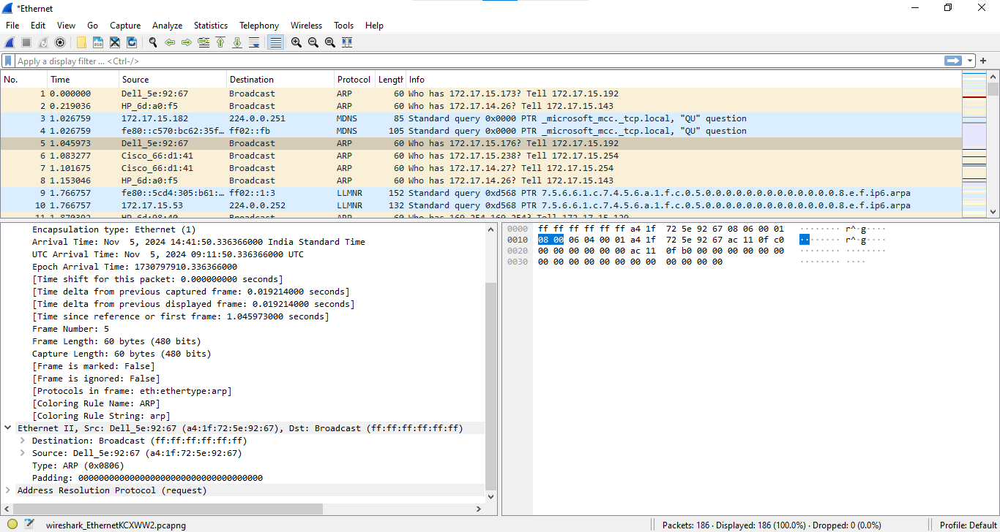 *Ethernet
File Edit View Go Capture Analyze Statistics Telephony Wireless Tools Help
Apply a display filter ... <Ctrl-/>
No. Time Source Destination Protocol Length Info
1 0.000000 Dell_5e:92:67 Broadcast ARP 60 Who has 172.17.15.173? Tell 172.17.15.192
2 0.219036 HP_6d:a0:f5 Broadcast ARP 60 Who has 172.17.14.26? Tell 172.17.15.143
3 1.026759 172.17.15.182 224.0.0.251 MDNS 85 Standard query 0x0000 PTR _microsoft_mcc._tcp.local, "QU" question
4 1.026759 fe80::c570:bc62:35f… ff02::fb MDNS 105 Standard query 0x0000 PTR _microsoft_mcc._tcp.local, "QU" question
5 1.045973 Dell_5e:92:67 Broadcast ARP 60 Who has 172.17.15.176? Tell 172.17.15.192
6 1.083277 Cisco_66:d1:41 Broadcast ARP 60 Who has 172.17.15.238? Tell 172.17.15.254
7 1.101675 Cisco_66:d1:41 Broadcast ARP 60 Who has 172.17.14.27? Tell 172.17.15.254
8 1.153046 HP_6d:a0:f5 Broadcast ARP 60 Who has 172.17.14.26? Tell 172.17.15.143
9 1.766757 fe80::5cd4:305:b61:… ff02::1:3 LLMNR 152 Standard query 0xd568 PTR 7.5.6.6.1.c.7.4.5.6.a.1.f.c.0.5.0.0.0.0.0.0.0.0.0.0.0.0.0.8.e.f.ip6.arpa
10 1.766757 172.17.15.53 224.0.0.252 LLMNR 132 Standard query 0xd568 PTR 7.5.6.6.1.c.7.4.5.6.a.1.f.c.0.5.0.0.0.0.0.0.0.0.0.0.0.0.0.8.e.f.ip6.arpa
11 1.870392 HP_6d:98:40 Broadcast ARP 60 Who has 169.254.169.254? Tell 172.17.15.129
Encapsulation type: Ethernet (1)
Arrival Time: Nov  5, 2024 14:41:50.336366000 India Standard Time
UTC Arrival Time: Nov  5, 2024 09:11:50.336366000 UTC
Epoch Arrival Time: 1730797910.336366000
[Time shift for this packet: 0.000000000 seconds]
[Time delta from previous captured frame: 0.019214000 seconds]
[Time delta from previous displayed frame: 0.019214000 seconds]
[Time since reference or first frame: 1.045973000 seconds]
Frame Number: 5
Frame Length: 60 bytes (480 bits)
Capture Length: 60 bytes (480 bits)
[Frame is marked: False]
[Frame is ignored: False]
[Protocols in frame: eth:ethertype:arp]
[Coloring Rule Name: ARP]
[Coloring Rule String: arp]
Ethernet II, Src: Dell_5e:92:67 (a4:1f:72:5e:92:67), Dst: Broadcast (ff:ff:ff:ff:ff:ff)
Destination: Broadcast (ff:ff:ff:ff:ff:ff)
Source: Dell_5e:92:67 (a4:1f:72:5e:92:67)
Type: ARP (0x0806)
Padding: 000000000000000000000000000000000000
Address Resolution Protocol (request)
0000 ff ff ff ff ff ff a4 1f 72 5e 92 67 08 06 00 01 ········ r^·g····
0010 08 00 06 04 00 01 a4 1f 72 5e 92 67 ac 11 0f c0 ········ r^·g····
0020 00 00 00 00 00 00 ac 11 0f b0 00 00 00 00 00 00 ········ ········
0030 00 00 00 00 00 00 00 00 00 00 00 00 ········ ····
wireshark_EthernetKCXWW2.pcapng
Packets: 186 · Displayed: 186 (100.0%) · Dropped: 0 (0.0%)
Profile: Default